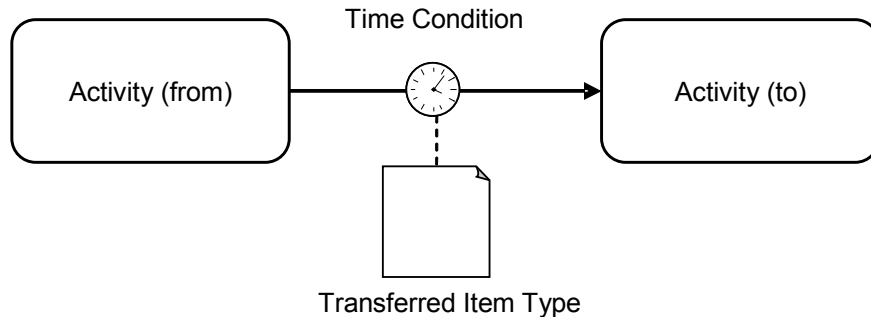 Time Condition
Activity (from)
Activity (to)
Transferred Item Type